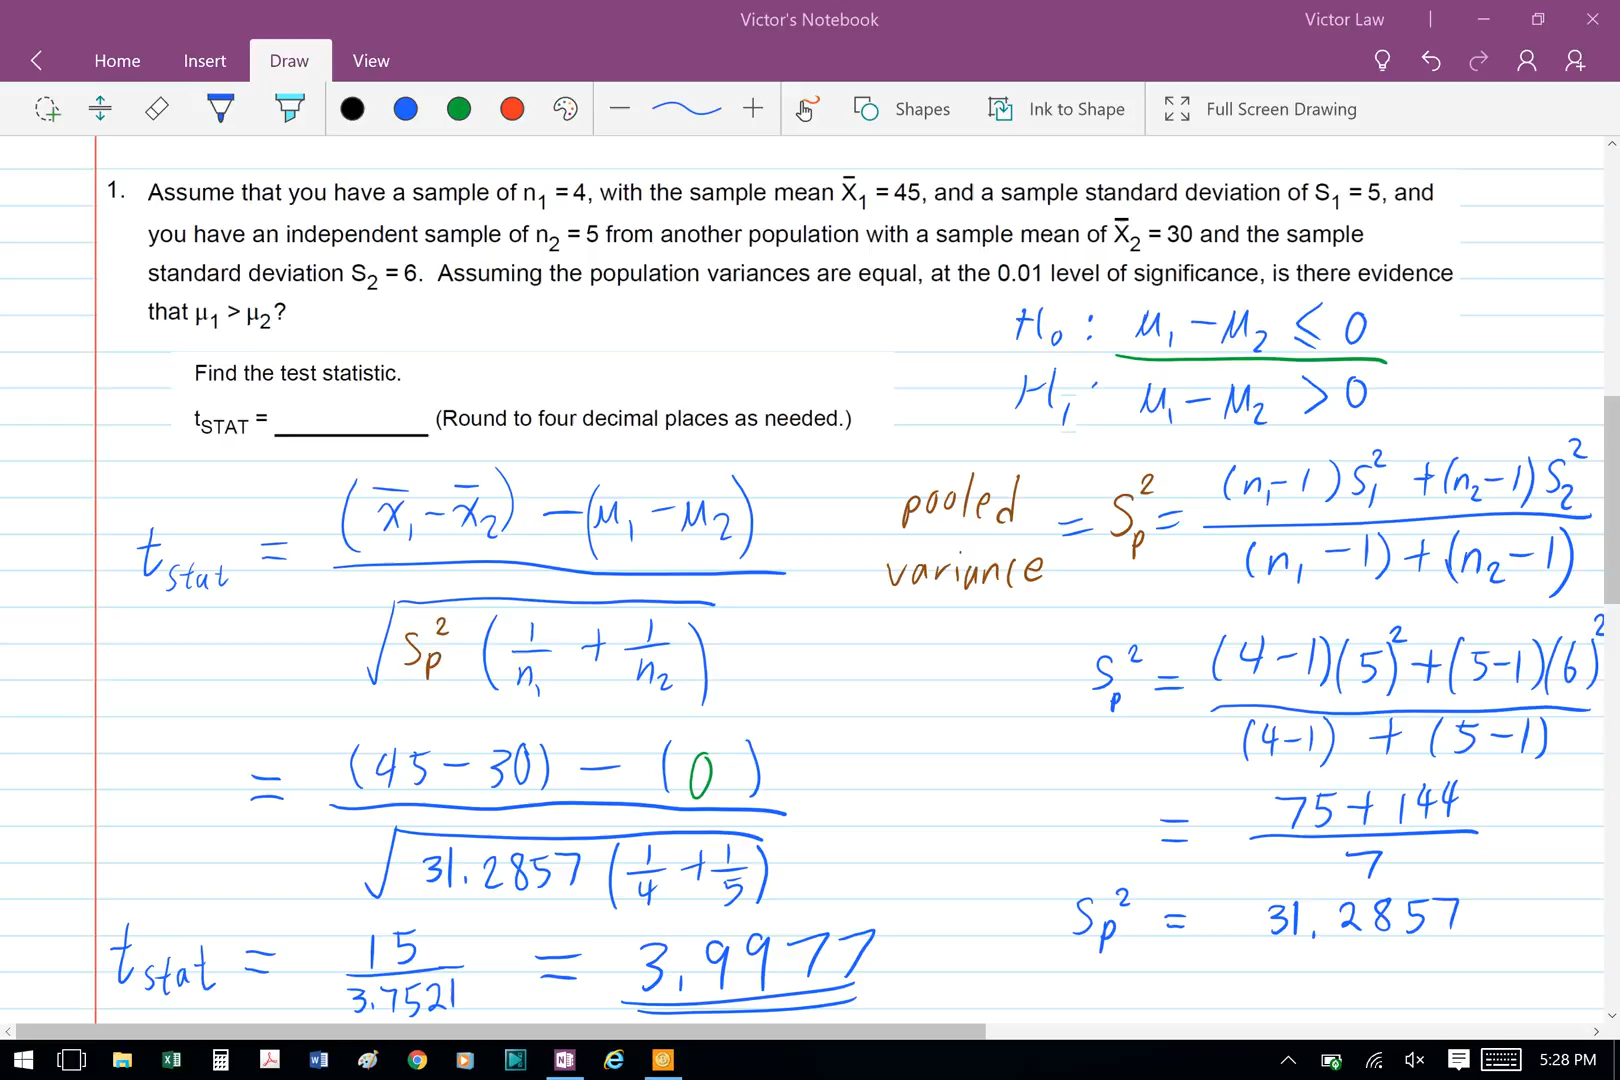 Victor's Notebook
Victor Law
Home Insert Draw View
Shapes Ink to Shape Full Screen Drawing
1. Assume that you have a sample of n₁ = 4, with the sample mean X̄₁ = 45, and a sample standard deviation of S₁ = 5, and
you have an independent sample of n₂ = 5 from another population with a sample mean of X̄₂ = 30 and the sample
standard deviation S₂ = 6. Assuming the population variances are equal, at the 0.01 level of significance, is there evidence
that μ₁ > μ₂?
H₀ : μ₁ − μ₂ ≤ 0
H₁ : μ₁ − μ₂ > 0
Find the test statistic.
tSTAT = ________ (Round to four decimal places as needed.)
t stat = ((x̄₁ − x̄₂) − (μ₁ − μ₂)) / √(Sp² (1/n₁ + 1/n₂))
pooled variance = Sp² = ((n₁−1)S₁² + (n₂−1)S₂²) / ((n₁ −1) + (n₂ −1))
Sp² = ((4−1)(5)² + (5−1)(6)²) / ((4−1) + (5−1))
= ((45 − 30) − (0)) / √(31.2857 (1/4 + 1/5))
= (75 + 144) / 7
Sp² = 31.2857
t stat = 15 / 3.7521 = 3.9977
5:28 PM